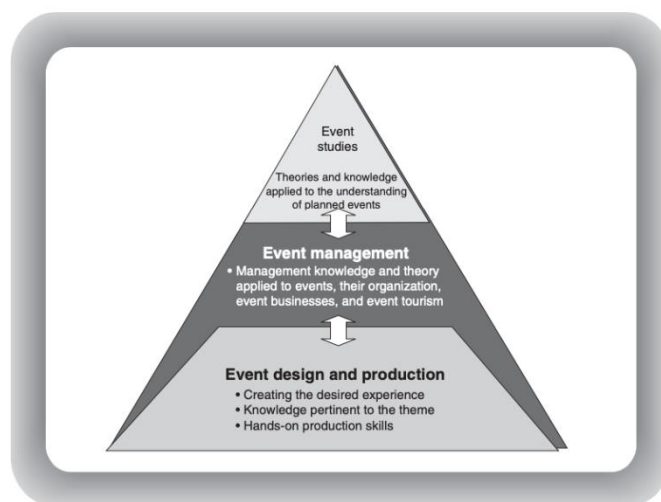 Event
studies
Theories and knowledge
applied to the understanding
of planned events
Event management
• Management knowledge and theory
applied to events, their organization,
event businesses, and event tourism
Event design and production
• Creating the desired experience
• Knowledge pertinent to the theme
• Hands-on production skills